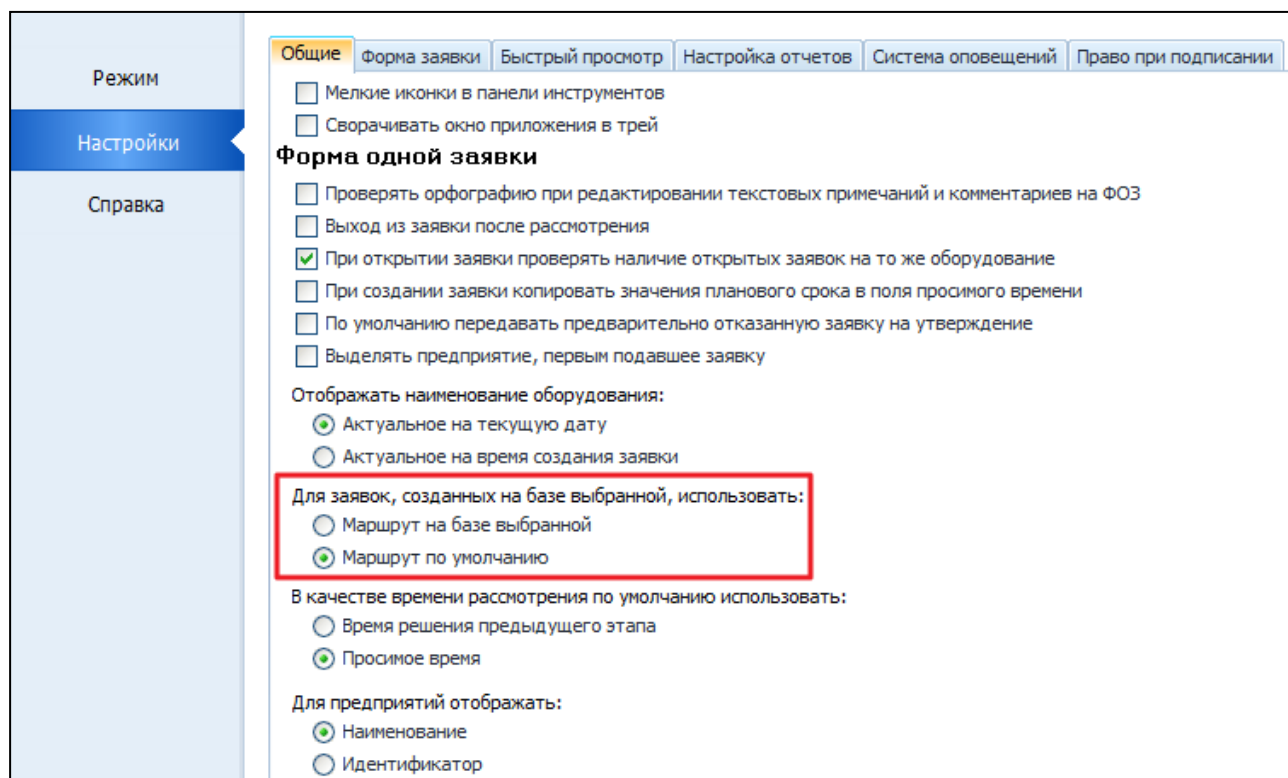 Режим
Настройки
Справка
Общие Форма заявки Быстрый просмотр Настройка отчетов Система оповещений Право при подписании
Мелкие иконки в панели инструментов
Сворачивать окно приложения в трей
Форма одной заявки
Проверять орфографию при редактировании текстовых примечаний и комментариев на ФОЗ
Выход из заявки после рассмотрения
При открытии заявки проверять наличие открытых заявок на то же оборудование
При создании заявки копировать значения планового срока в поля просимого времени
По умолчанию передавать предварительно отказанную заявку на утверждение
Выделять предприятие, первым подавшее заявку
Отображать наименование оборудования:
Актуальное на текущую дату
Актуальное на время создания заявки
Для заявок, созданных на базе выбранной, использовать:
Маршрут на базе выбранной
Маршрут по умолчанию
В качестве времени рассмотрения по умолчанию использовать:
Время решения предыдущего этапа
Просимое время
Для предприятий отображать:
Наименование
Идентификатор